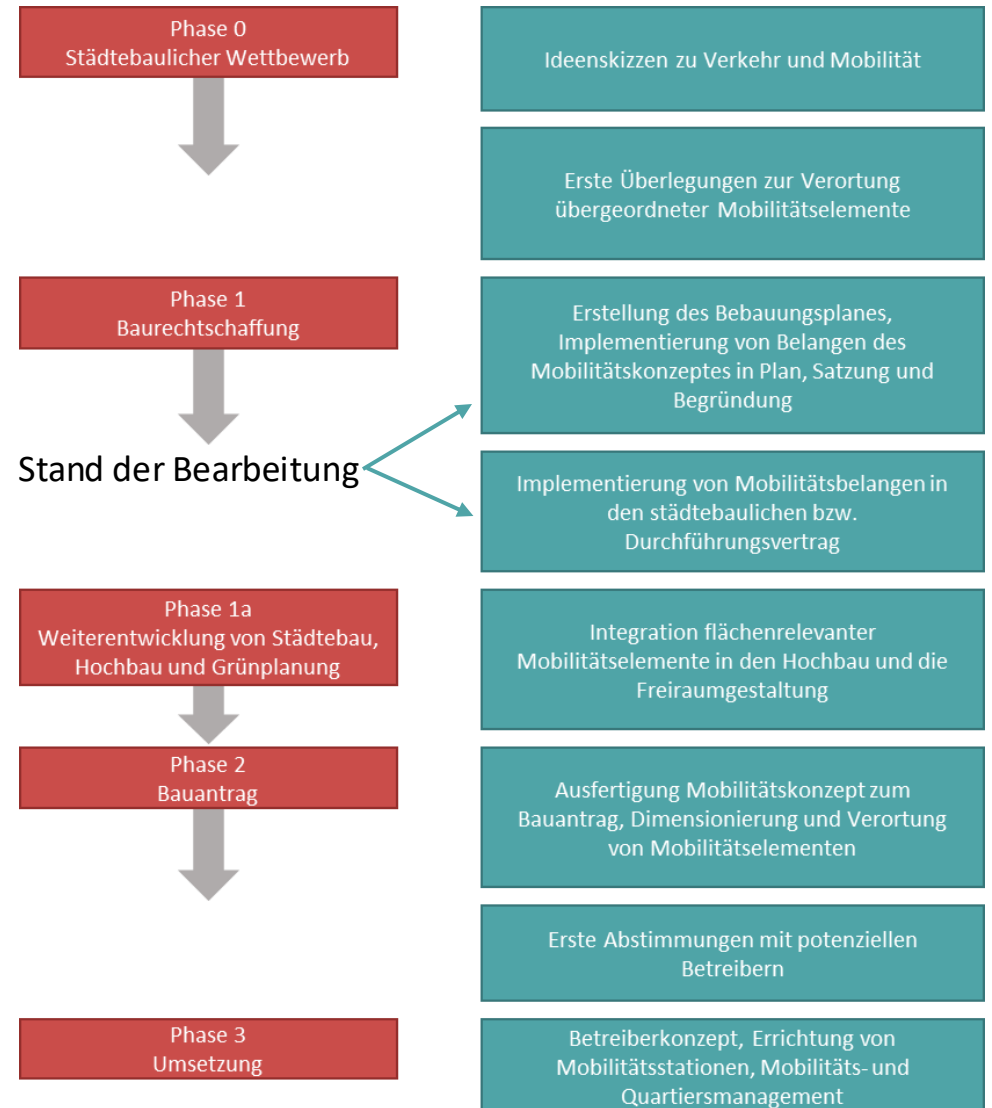 Phase 0
Städtebaulicher Wettbewerb
Ideenskizzen zu Verkehr und Mobilität
Erste Überlegungen zur Verortung
übergeordneter Mobilitätselemente
Phase 1
Baurechtschaffung
Erstellung des Bebauungsplanes,
Implementierung von Belangen des
Mobilitätskonzeptes in Plan, Satzung und
Begründung
Stand der Bearbeitung
Implementierung von Mobilitätsbelangen in
den städtebaulichen bzw.
Durchführungsvertrag
Phase 1a
Weiterentwicklung von Städtebau,
Hochbau und Grünplanung
Integration flächenrelevanter
Mobilitätselemente in den Hochbau und die
Freiraumgestaltung
Phase 2
Bauantrag
Ausfertigung Mobilitätskonzept zum
Bauantrag, Dimensionierung und Verortung
von Mobilitätselementen
Erste Abstimmungen mit potenziellen
Betreibern
Phase 3
Umsetzung
Betreiberkonzept, Errichtung von
Mobilitätsstationen, Mobilitäts- und
Quartiersmanagement